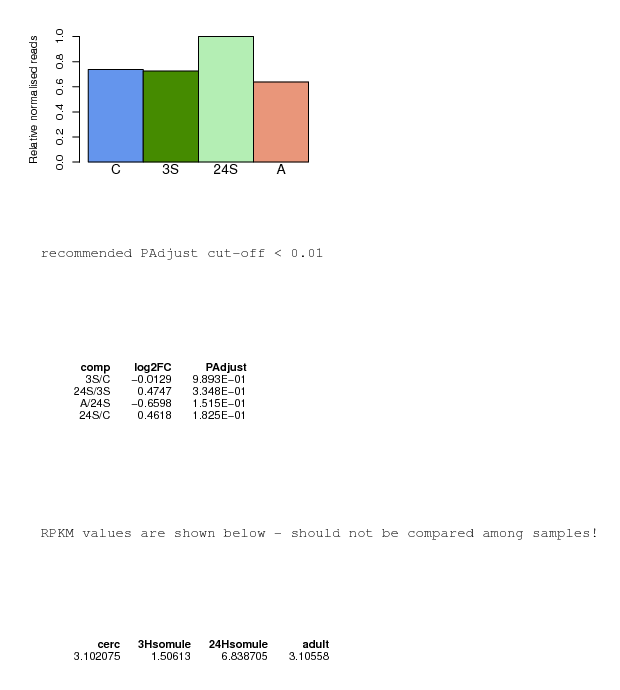 Relative normalised reads
1.0
0.8
0.6
0.4
0.2
0.0
C 3S 24S A
recommended PAdjust cut-off < 0.01
comp log2FC PAdjust
3S/C −0.0129 9.893E−01
24S/3S 0.4747 3.348E−01
A/24S −0.6598 1.515E−01
24S/C 0.4618 1.825E−01
RPKM values are shown below - should not be compared among samples!
cerc 3Hsomule 24Hsomule adult
3.102075 1.50613 6.838705 3.10558